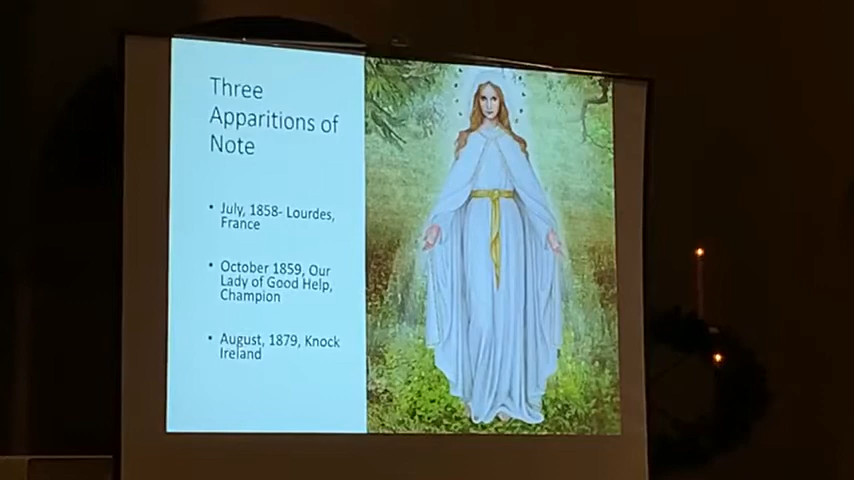 Three
Apparitions of
Note
• July, 1858- Lourdes,
France
• October 1859, Our
Lady of Good Help,
Champion
• August, 1879, Knock
Ireland